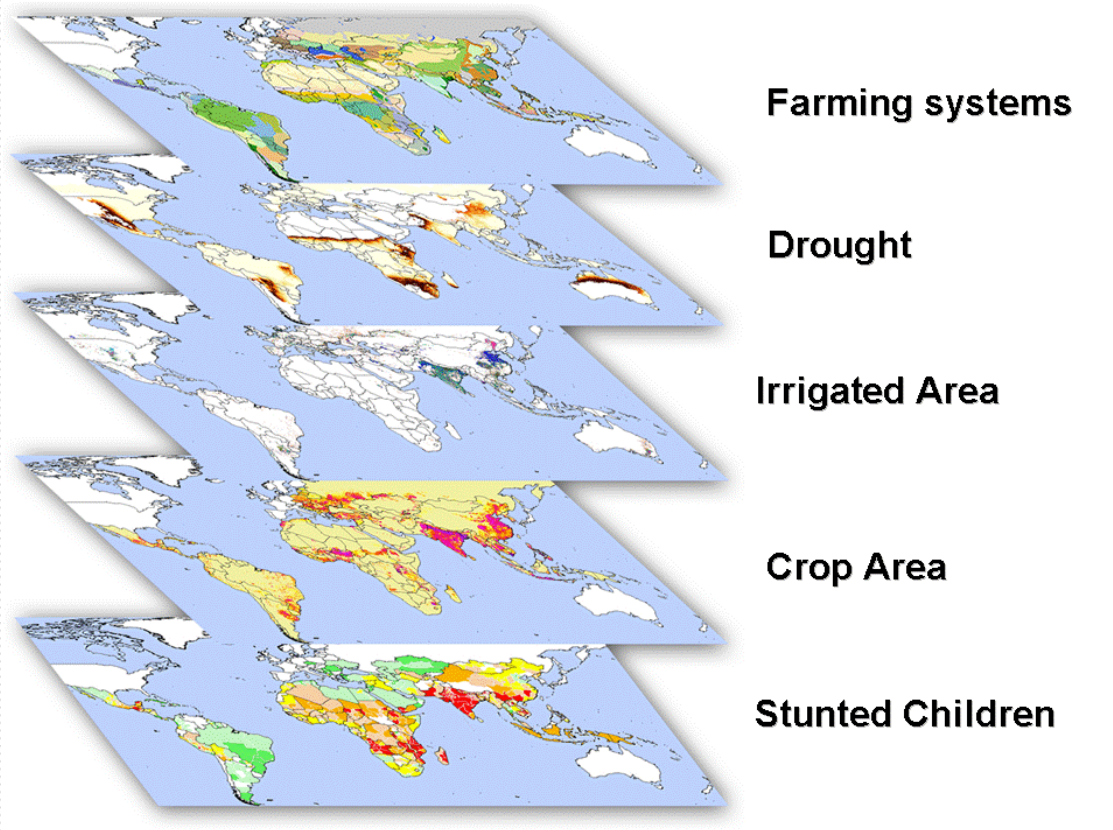 Farming systems
Drought
Irrigated Area
Crop Area
Stunted Children